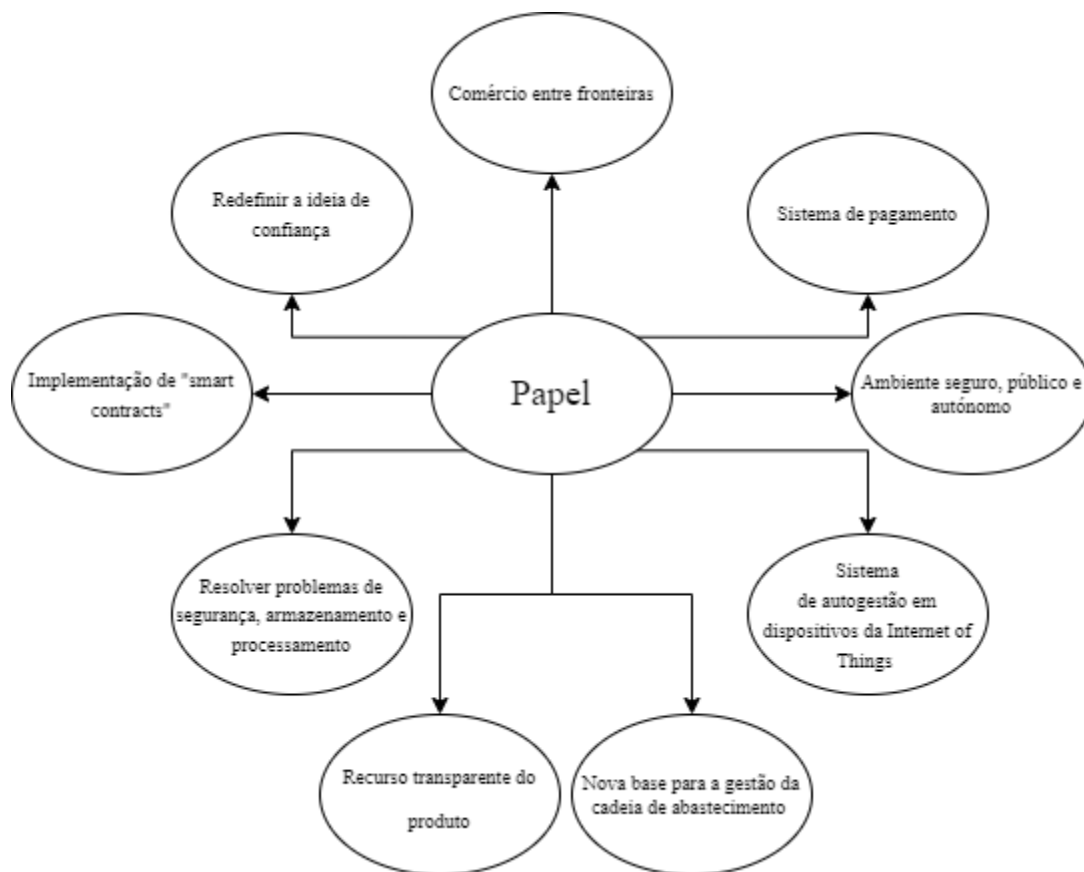 Comércio entre fronteiras
Redefinir a ideia de
confiança
Sistema de pagamento
Implementação de "smart
contracts"
Papel
Ambiente seguro, público e
autónomo
Resolver problemas de
segurança, armazenamento e
processamento
Sistema
de autogestão em
dispositivos da Internet of
Things
Recurso transparente do
produto
Nova base para a gestão da
cadeia de abastecimento